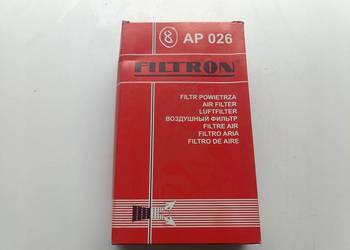 AP 026
FILTRON
FILTR POWIETRZA
AIR FILTER
LUFTFILTER
ВОЗДУШНЫЙ ФИЛЬТР
FILTRE AIR
FILTRO ARIA
FILTRO DE AIRE